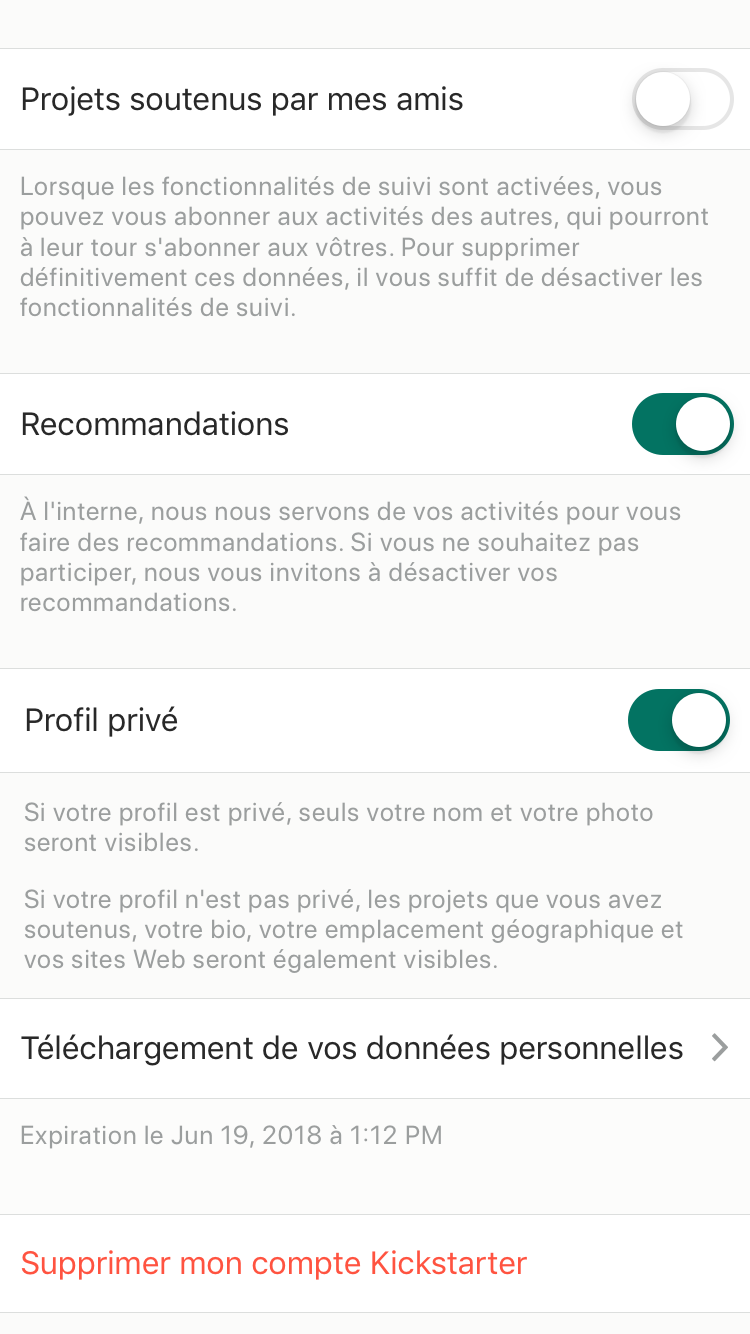 Projets soutenus par mes amis
Lorsque les fonctionnalités de suivi sont activées, vous
pouvez vous abonner aux activités des autres, qui pourront
à leur tour s'abonner aux vôtres. Pour supprimer
définitivement ces données, il vous suffit de désactiver les
fonctionnalités de suivi.
Recommandations
À l'interne, nous nous servons de vos activités pour vous
faire des recommandations. Si vous ne souhaitez pas
participer, nous vous invitons à désactiver vos
recommandations.
Profil privé
Si votre profil est privé, seuls votre nom et votre photo
seront visibles.
Si votre profil n'est pas privé, les projets que vous avez
soutenus, votre bio, votre emplacement géographique et
vos sites Web seront également visibles.
Téléchargement de vos données personnelles
Expiration le Jun 19, 2018 à 1:12 PM
Supprimer mon compte Kickstarter